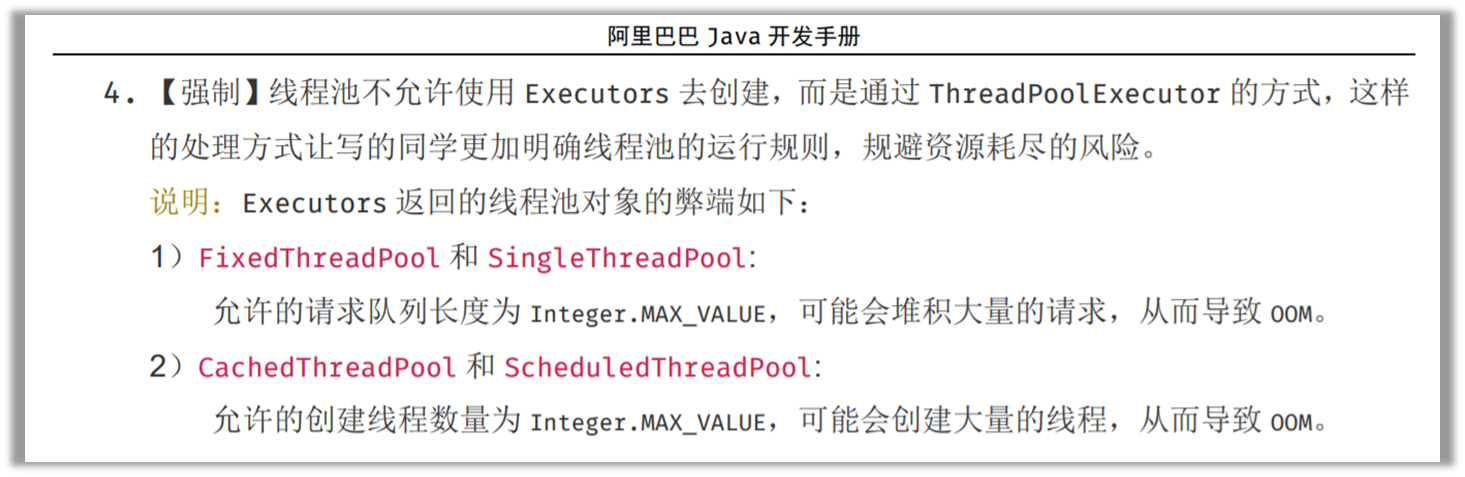 阿里巴巴 Java 开发手册
4. 【强制】线程池不允许使用 Executors 去创建，而是通过 ThreadPoolExecutor 的方式，这样
的处理方式让写的同学更加明确线程池的运行规则，规避资源耗尽的风险。
说明：Executors 返回的线程池对象的弊端如下：
1）FixedThreadPool 和 SingleThreadPool:
允许的请求队列长度为 Integer.MAX_VALUE，可能会堆积大量的请求，从而导致 OOM。
2）CachedThreadPool 和 ScheduledThreadPool:
允许的创建线程数量为 Integer.MAX_VALUE，可能会创建大量的线程，从而导致 OOM。